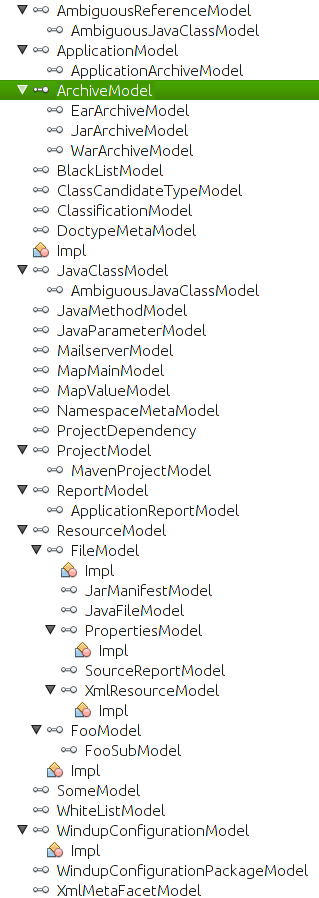 AmbiguousReferenceModel
AmbiguousJavaClassModel
ApplicationModel
ApplicationArchiveModel
ArchiveModel
EarArchiveModel
JarArchiveModel
WarArchiveModel
BlackListModel
ClassCandidateTypeModel
ClassificationModel
DoctypeMetaModel
Impl
JavaClassModel
AmbiguousJavaClassModel
JavaMethodModel
JavaParameterModel
MailserverModel
MapMainModel
MapValueModel
NamespaceMetaModel
ProjectDependency
ProjectModel
MavenProjectModel
ReportModel
ApplicationReportModel
ResourceModel
FileModel
Impl
JarManifestModel
JavaFileModel
PropertiesModel
Impl
SourceReportModel
XmlResourceModel
Impl
FooModel
FooSubModel
Impl
SomeModel
WhiteListModel
WindupConfigurationModel
Impl
WindupConfigurationPackageModel
XmlMetaFacetModel